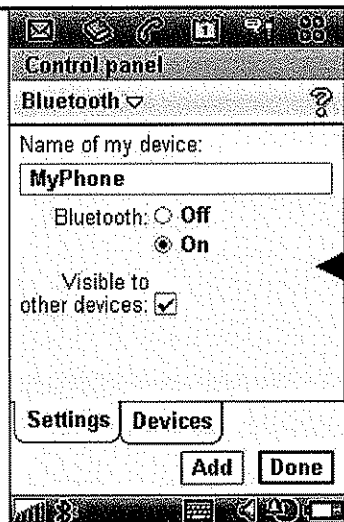 Control panel
Bluetooth
Name of my device:
MyPhone
Bluetooth: Off
On
Visible to
other devices:
Settings Devices
Add Done